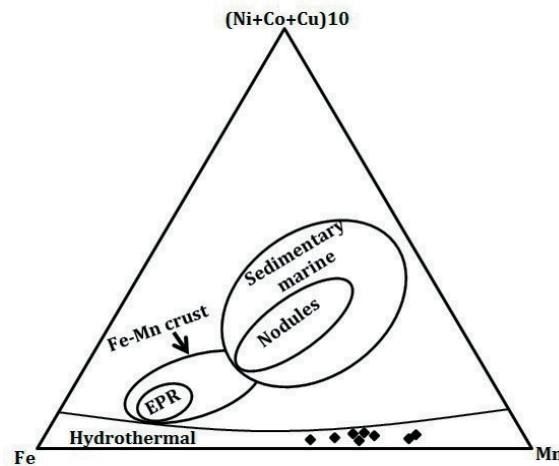 (Ni+Co+Cu)10
Sedimentary
marine
Nodules
Fe-Mn crust
EPR
Hydrothermal
Fe
Mn